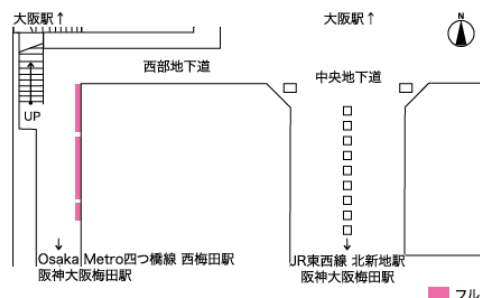 大阪駅↑
大阪駅↑
N
西部地下道
中央地下道
UP
↓
Osaka Metro四つ橋線 西梅田駅
阪神大阪梅田駅
↓
JR東西線 北新地駅
阪神大阪梅田駅
フル